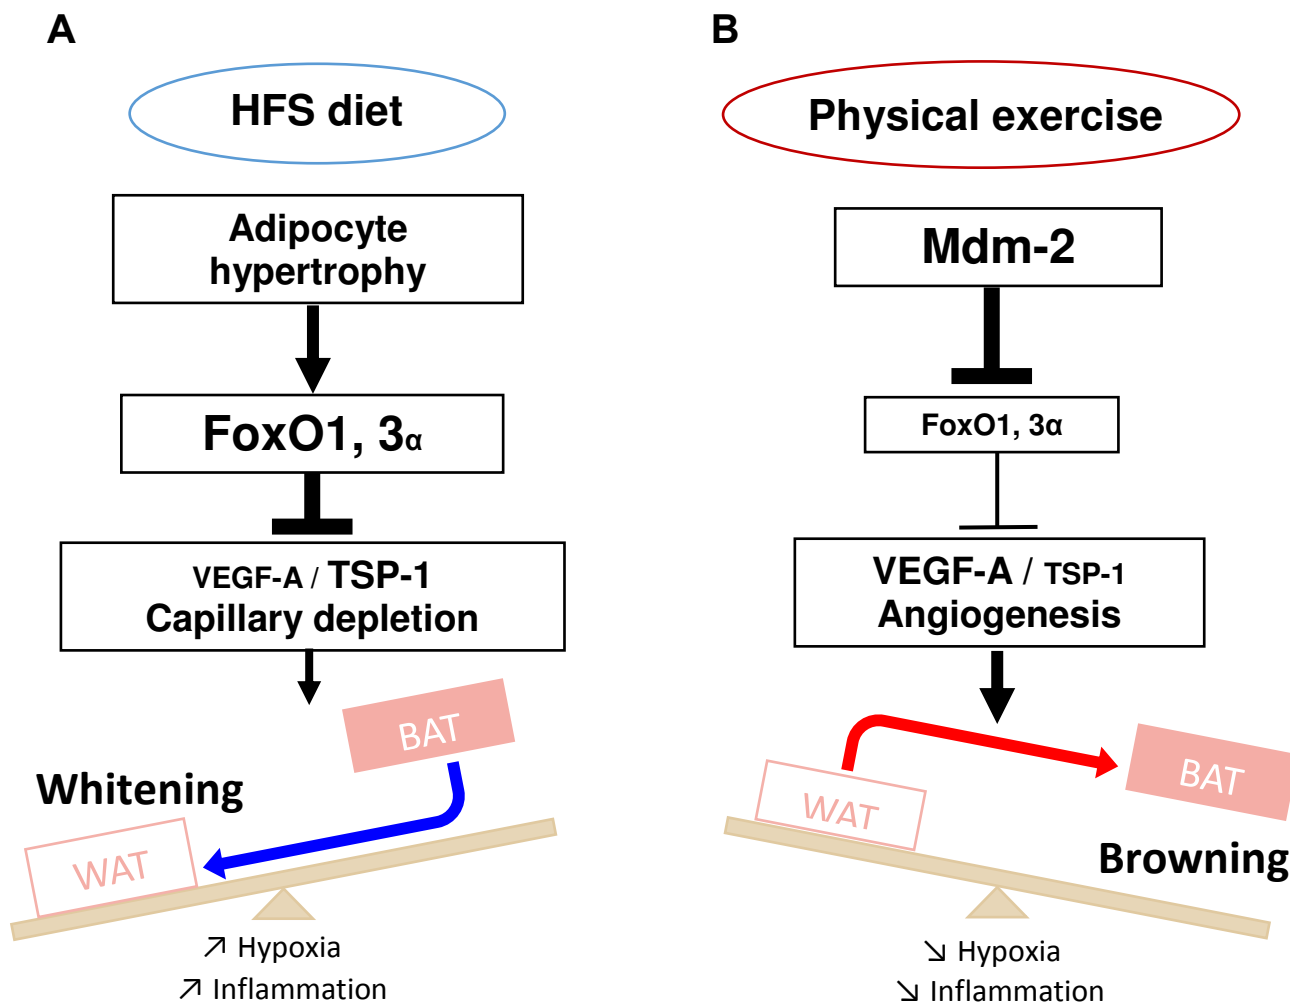 A
HFS diet
Adipocyte
hypertrophy
FoxO1, 3α
VEGF-A / TSP-1
Capillary depletion
BAT
Whitening
WAT
↗ Hypoxia
↗ Inflammation
B
Physical exercise
Mdm-2
FoxO1, 3α
VEGF-A / TSP-1
Angiogenesis
BAT
WAT
Browning
↘ Hypoxia
↘ Inflammation